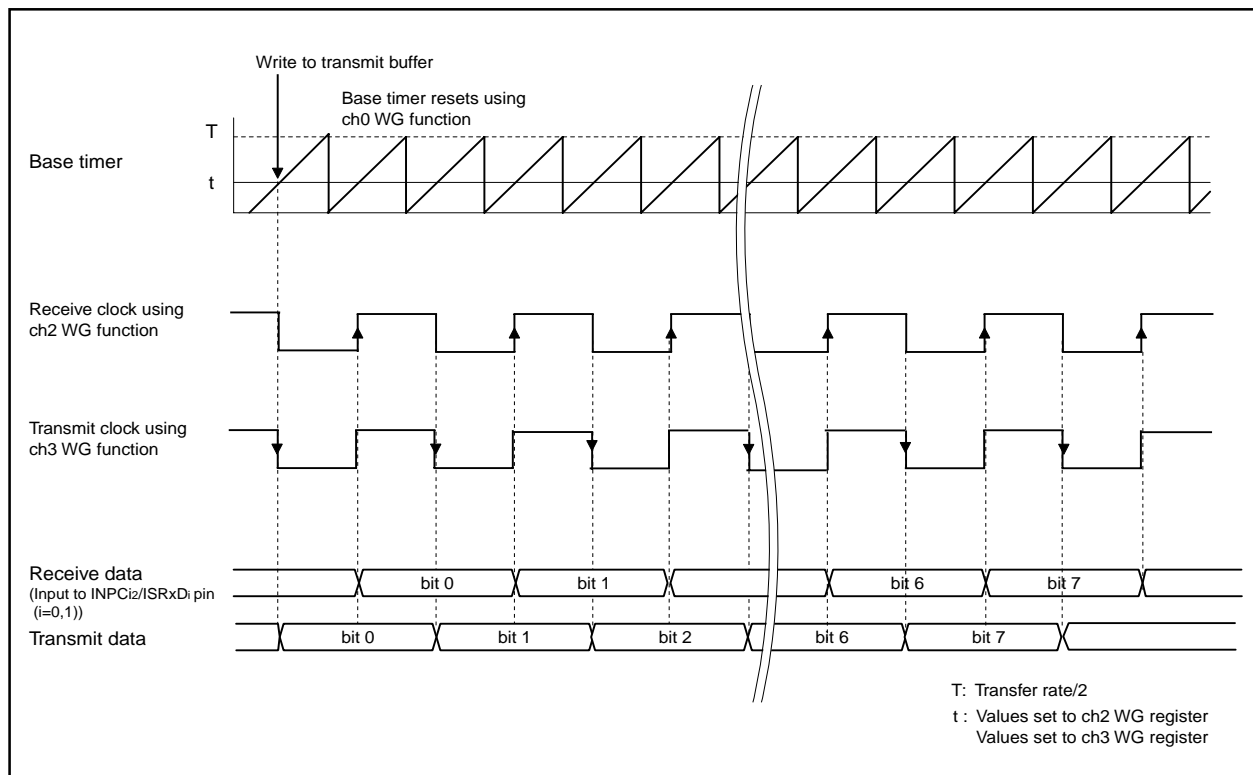 Write to transmit buffer
Base timer resets using
ch0 WG function
T
Base timer
t
Receive clock using
ch2 WG function
Transmit clock using
ch3 WG function
Receive data
(Input to INPCi2/ISRxDi pin
(i=0,1))
bit 0 bit 1 bit 6 bit 7
Transmit data
bit 0 bit 1 bit 2 bit 6 bit 7
T: Transfer rate/2
t : Values set to ch2 WG register
Values set to ch3 WG register